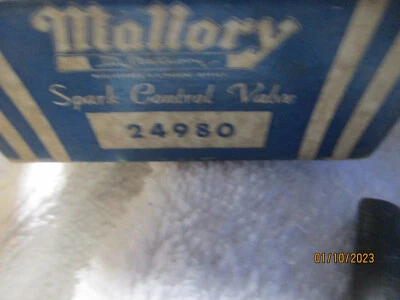 Mallory
Spark Control Valve
24980
01/10/2023